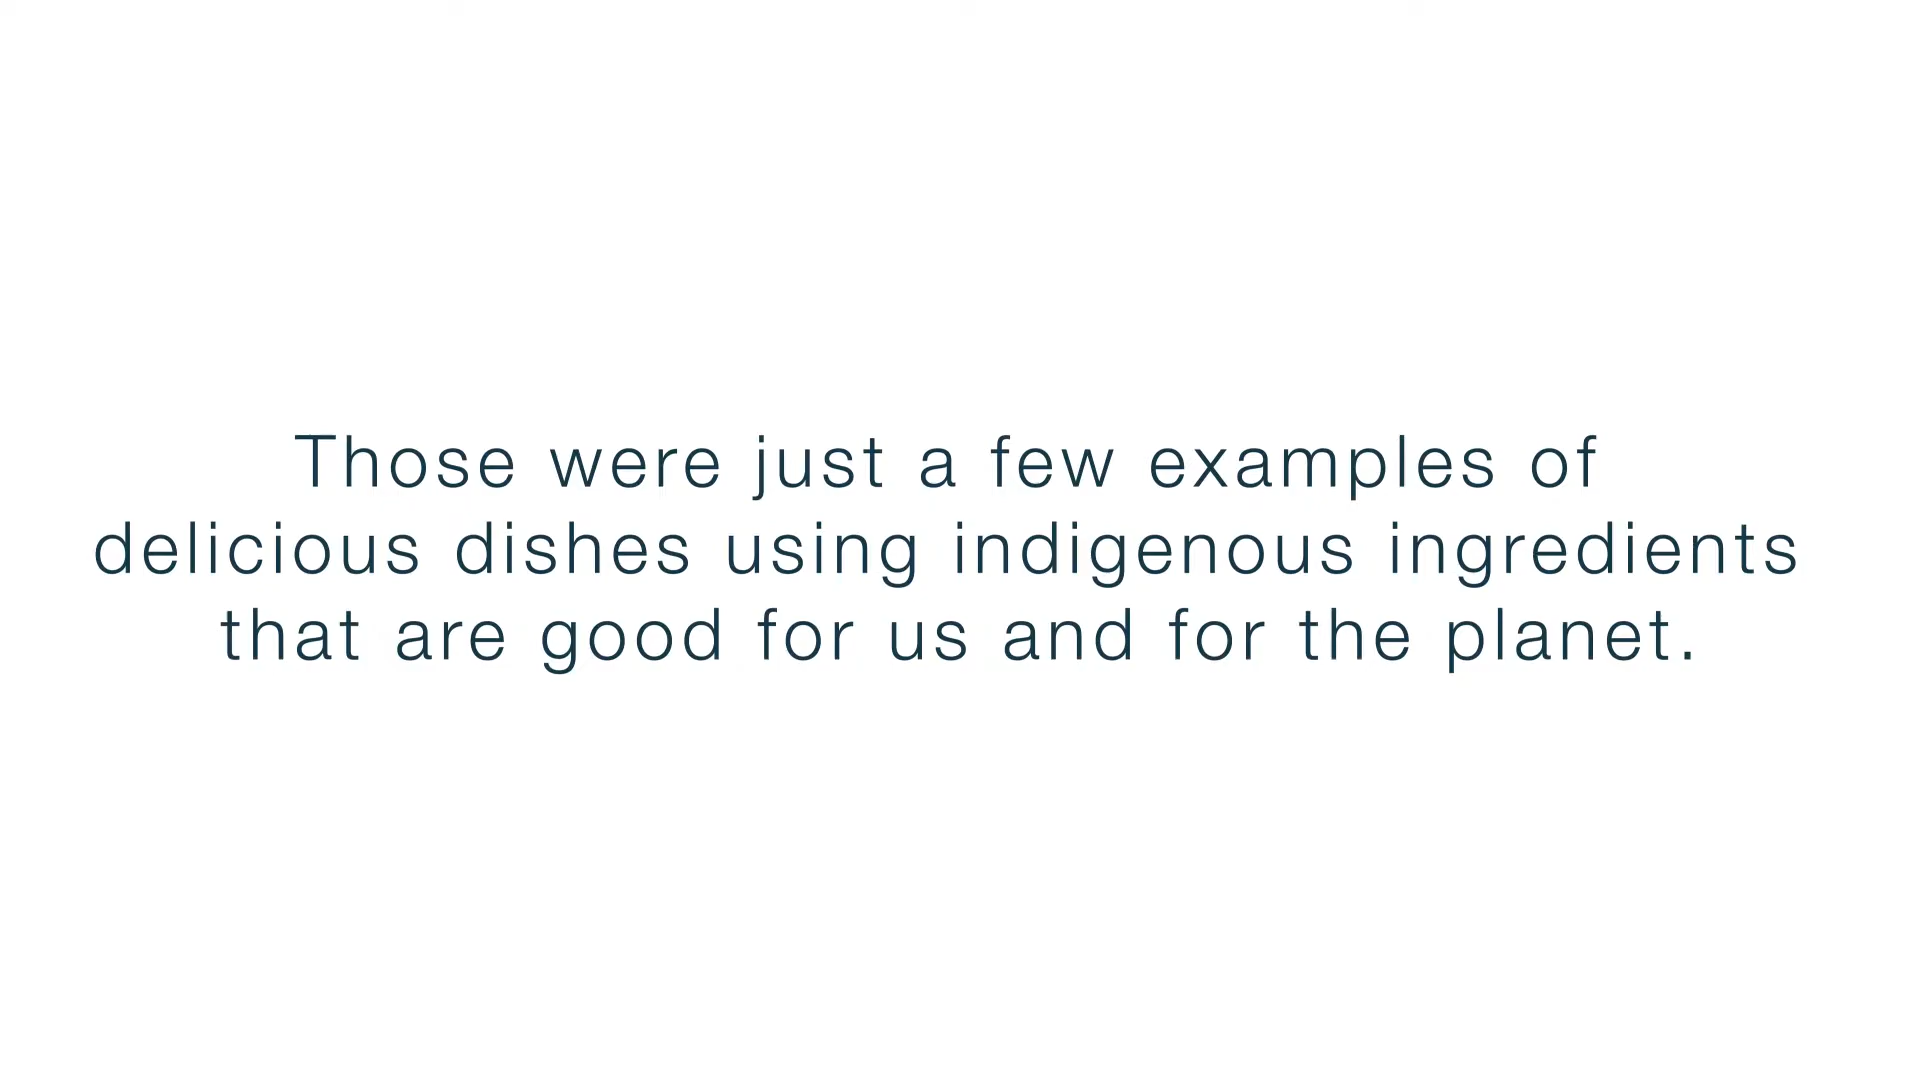 Those were just a few examples of
delicious dishes using indigenous ingredients
that are good for us and for the planet.